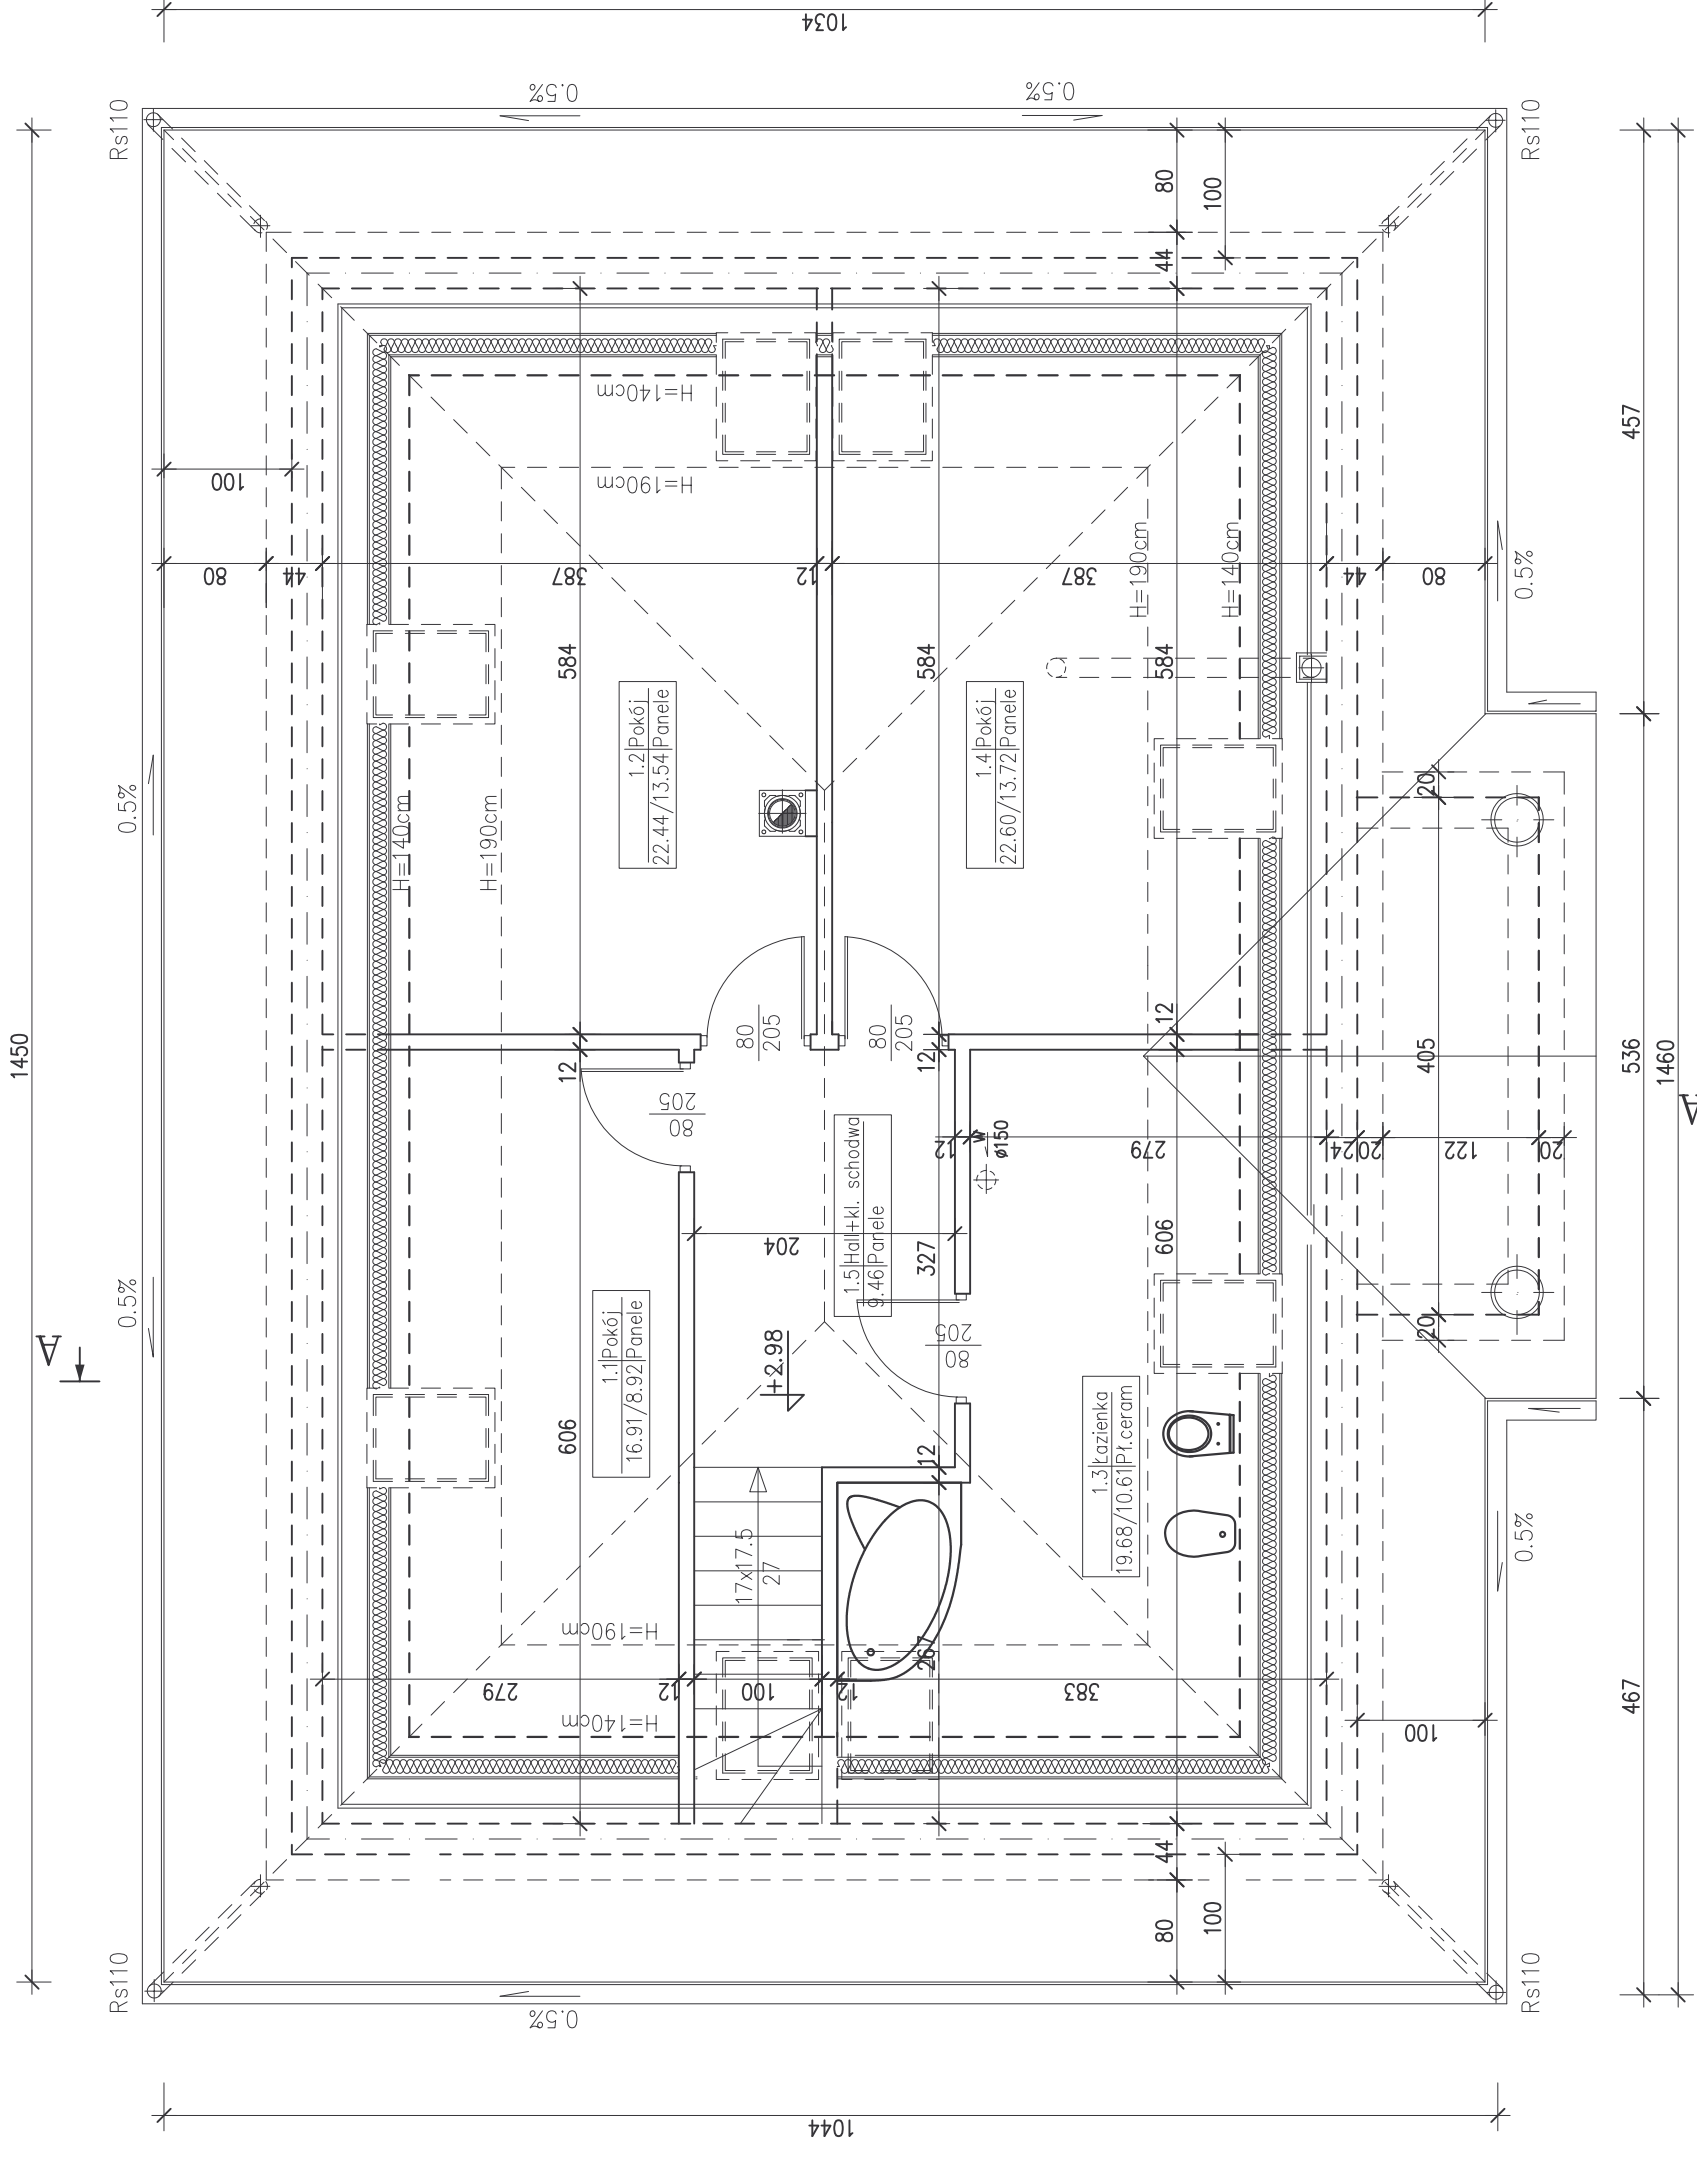 1034
0.5%
0.5%
Rs110
Rs110
80
100
44
H=140cm
100
457
H=190cm
80
44
387
12
387
H=190cm
H=140cm
44
80
0.5%
584
584
584
1.2 Pokój
22.44/13.54 Panele
1.4 Pokój
22.60/13.72 Panele
0.5%
H=140cm
H=190cm
20
1450
12
80
205
80
205
12
12
405
536
1460
A
80
205
12
W
ø150
279
24
20
122
20
204
1.5 Hall+kl. schodwa
9.46 Panele
327
606
0.5%
A
+2.98
80
205
20
1.1 Pokój
16.91/8.92 Panele
606
12
1.3 Łazienka
19.68/10.61 Pł.ceram
17x17.5
27
0.5%
H=190cm
267
279
12
100
12
383
467
H=140cm
100
44
80
100
Rs110
Rs110
0.5%
1044